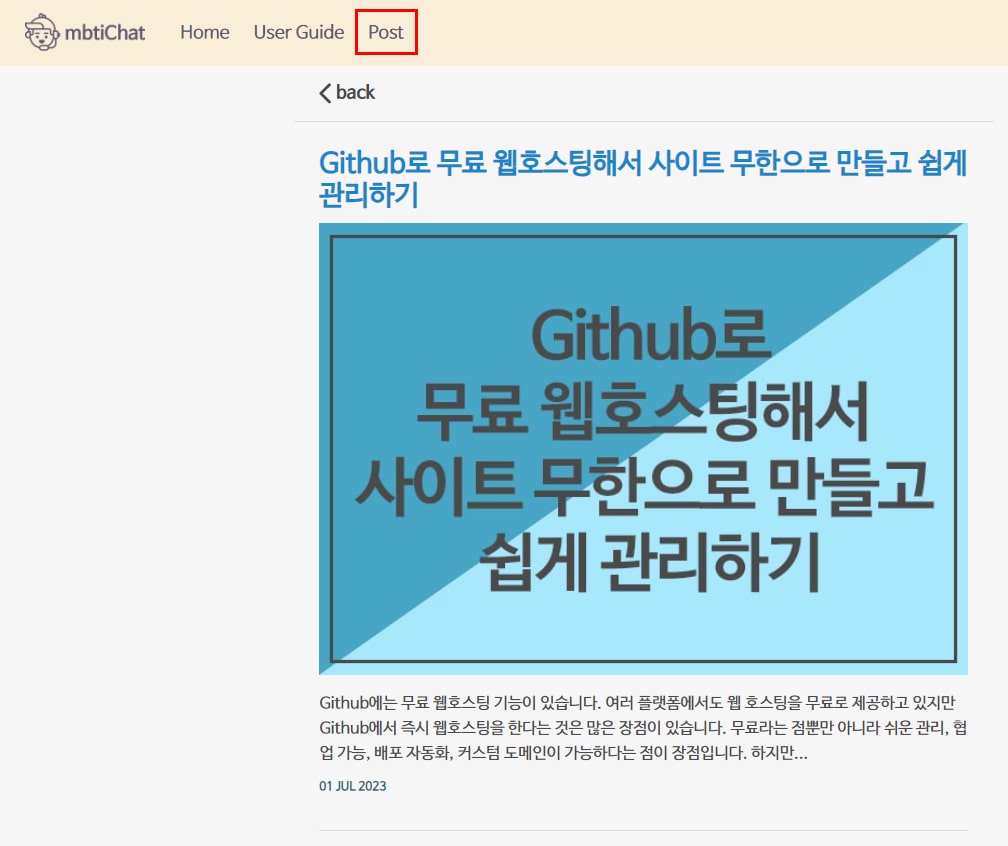 mbtiChat Home User Guide Post
back
Github로 무료 웹호스팅해서 사이트 무한으로 만들고 쉽게
관리하기
Github로
무료 웹호스팅해서
사이트 무한으로 만들고
쉽게 관리하기
Github에는 무료 웹호스팅 기능이 있습니다. 여러 플랫폼에서도 웹 호스팅을 무료로 제공하고 있지만
Github에서 즉시 웹호스팅을 한다는 것은 많은 장점이 있습니다. 무료라는 점뿐만 아니라 쉬운 관리, 협
업 가능, 배포 자동화, 커스텀 도메인이 가능하다는 점이 장점입니다. 하지만...
01 JUL 2023